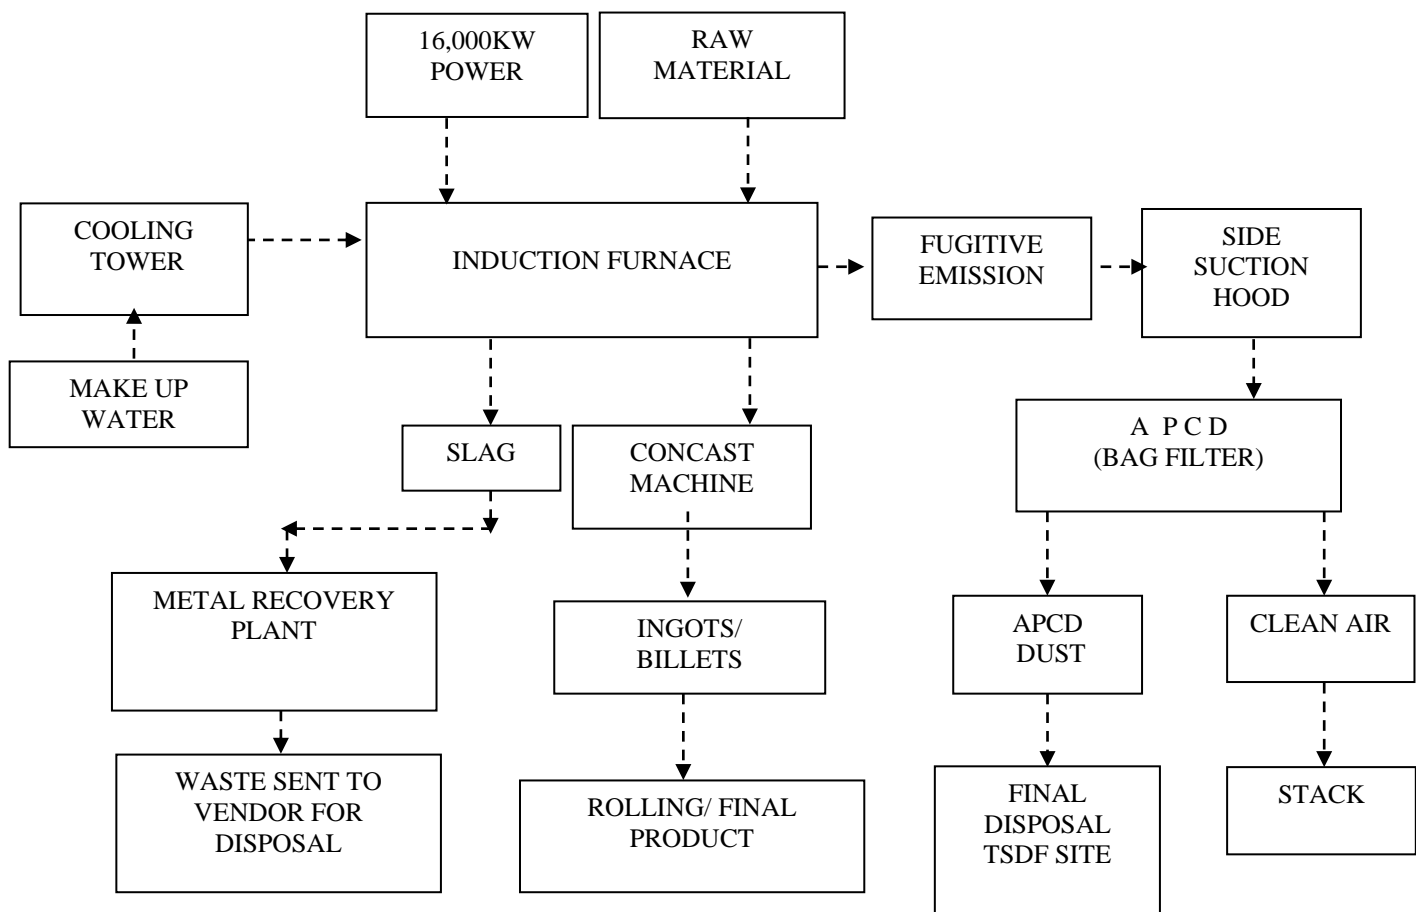 16,000KW
POWER
RAW
MATERIAL
COOLING
TOWER
INDUCTION FURNACE
FUGITIVE
EMISSION
SIDE
SUCTION
HOOD
MAKE UP
WATER
SLAG
CONCAST
MACHINE
A P C D
(BAG FILTER)
METAL RECOVERY
PLANT
INGOTS/
BILLETS
APCD
DUST
CLEAN AIR
WASTE SENT TO
VENDOR FOR
DISPOSAL
ROLLING/ FINAL
PRODUCT
FINAL
DISPOSAL
TSDF SITE
STACK